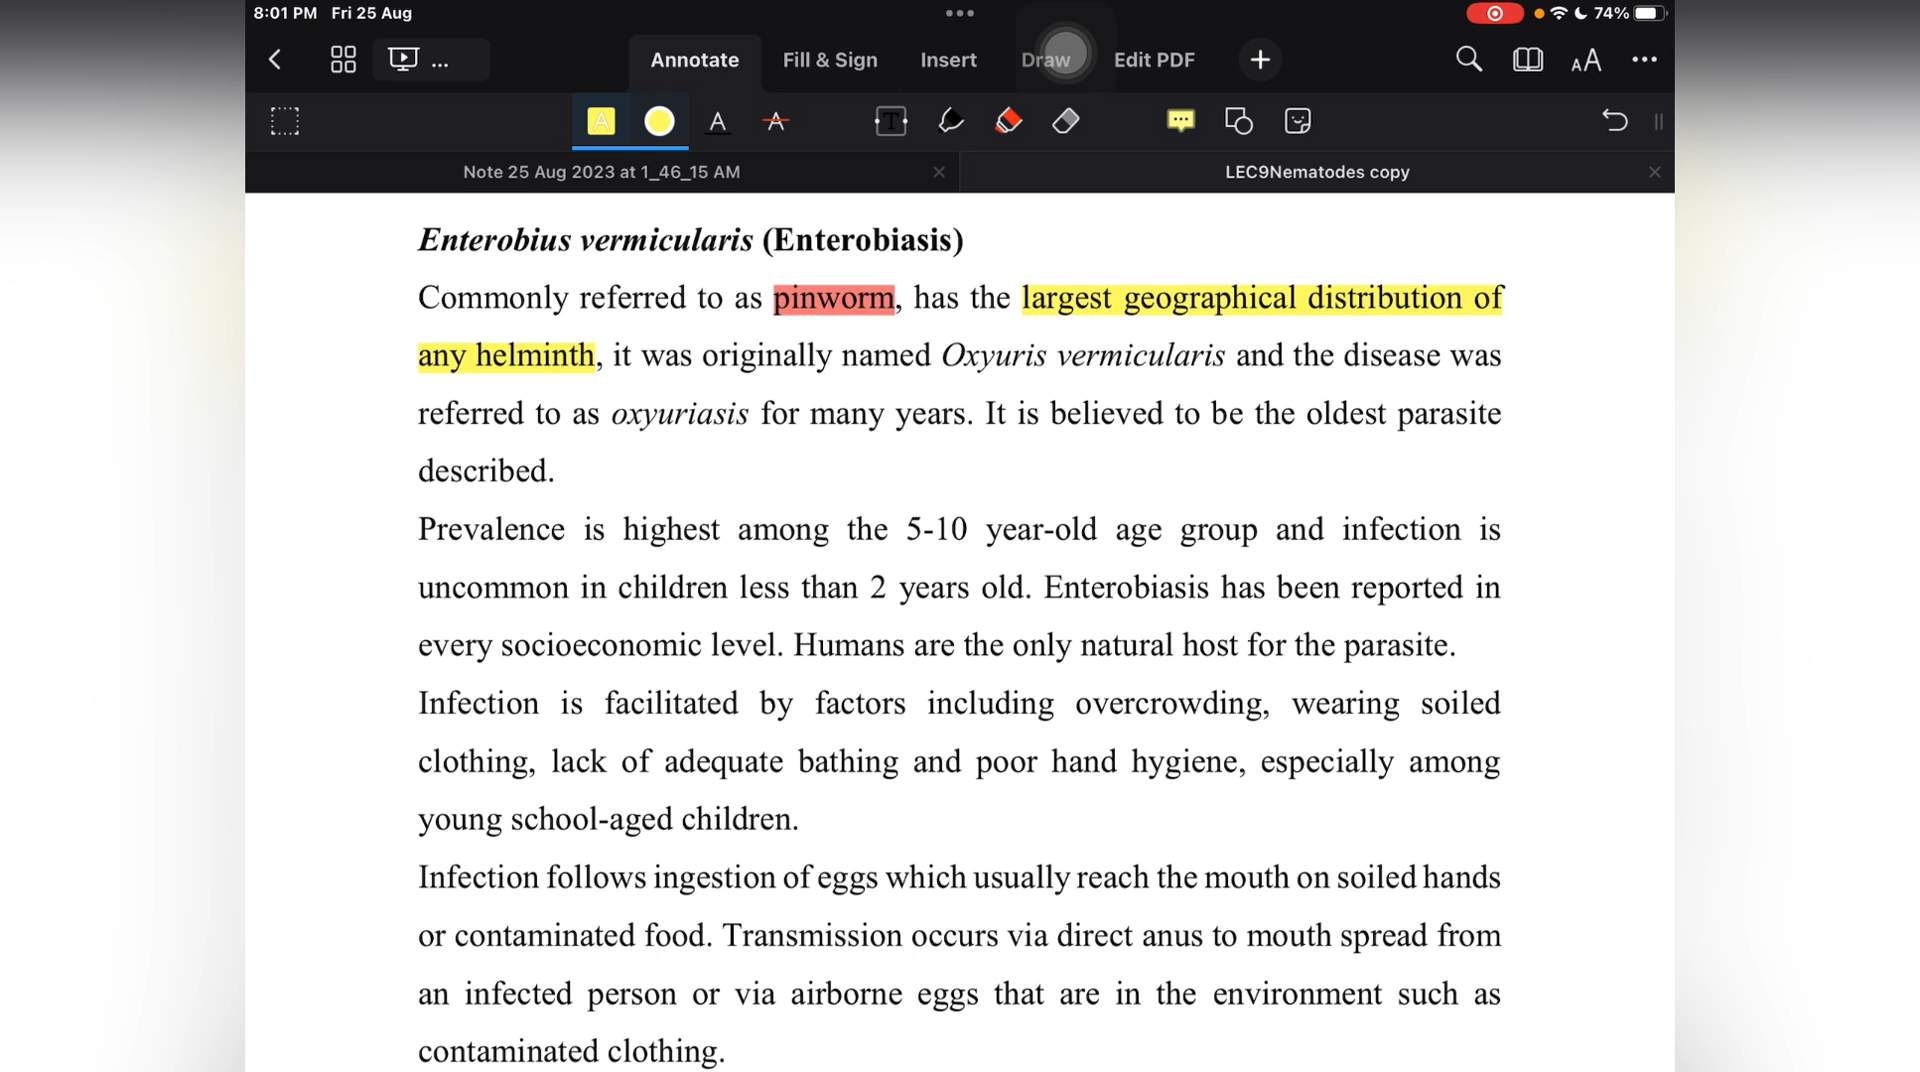 8:01 PM Fri 25 Aug
74%
... Annotate Fill & Sign Insert Draw Edit PDF
Note 25 Aug 2023 at 1_46_15 AM
LEC9Nematodes copy
Enterobius vermicularis (Enterobiasis)
Commonly referred to as pinworm, has the largest geographical distribution of
any helminth, it was originally named Oxyuris vermicularis and the disease was
referred to as oxyuriasis for many years. It is believed to be the oldest parasite
described.
Prevalence is highest among the 5-10 year-old age group and infection is
uncommon in children less than 2 years old. Enterobiasis has been reported in
every socioeconomic level. Humans are the only natural host for the parasite.
Infection is facilitated by factors including overcrowding, wearing soiled
clothing, lack of adequate bathing and poor hand hygiene, especially among
young school-aged children.
Infection follows ingestion of eggs which usually reach the mouth on soiled hands
or contaminated food. Transmission occurs via direct anus to mouth spread from
an infected person or via airborne eggs that are in the environment such as
contaminated clothing.